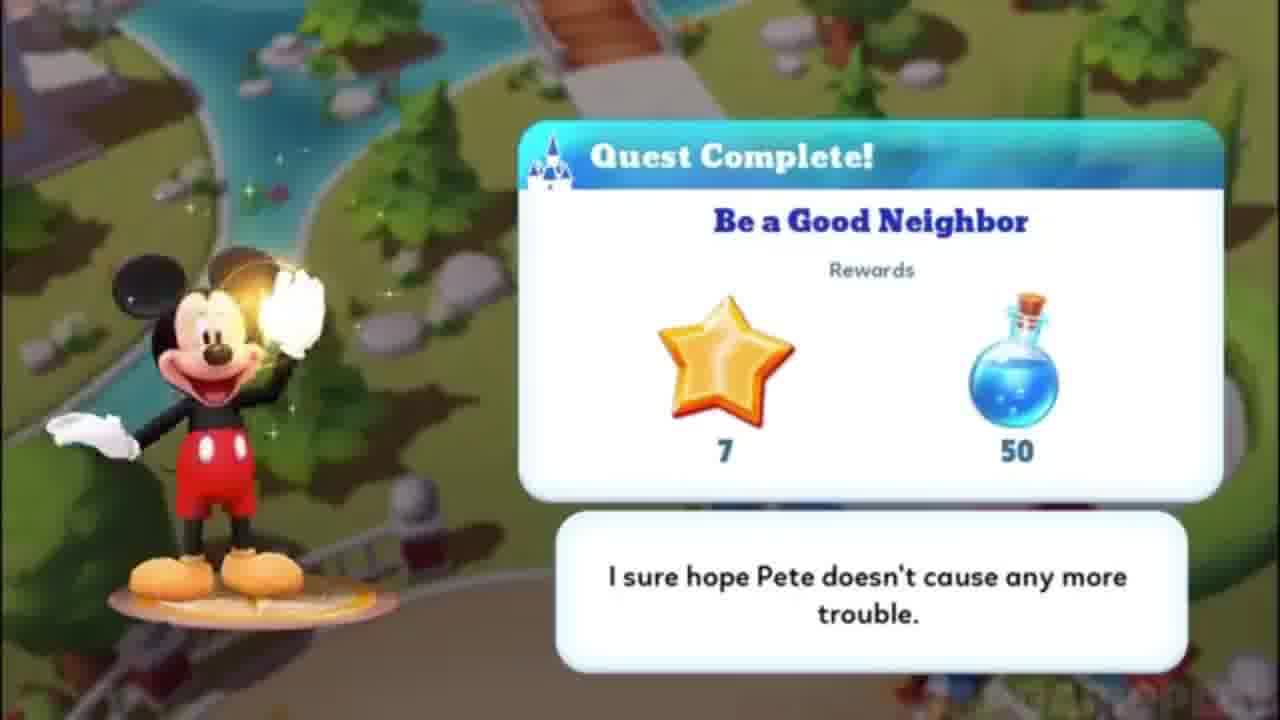 Quest Complete!
Be a Good Neighbor
Rewards
7
50
I sure hope Pete doesn't cause any more
trouble.